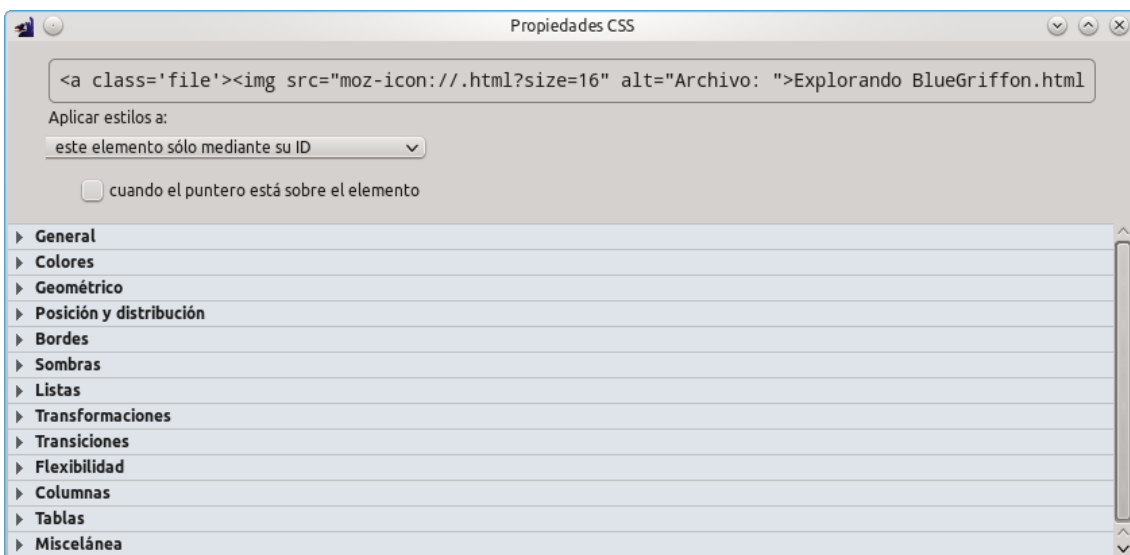 Propiedades CSS
<a class='file'><img src="moz-icon://.html?size=16" alt="Archivo: ">Explorando BlueGriffon.html
Aplicar estilos a:
este elemento sólo mediante su ID
cuando el puntero está sobre el elemento
General
Colores
Geométrico
Posición y distribución
Bordes
Sombras
Listas
Transformaciones
Transiciones
Flexibilidad
Columnas
Tablas
Miscelánea